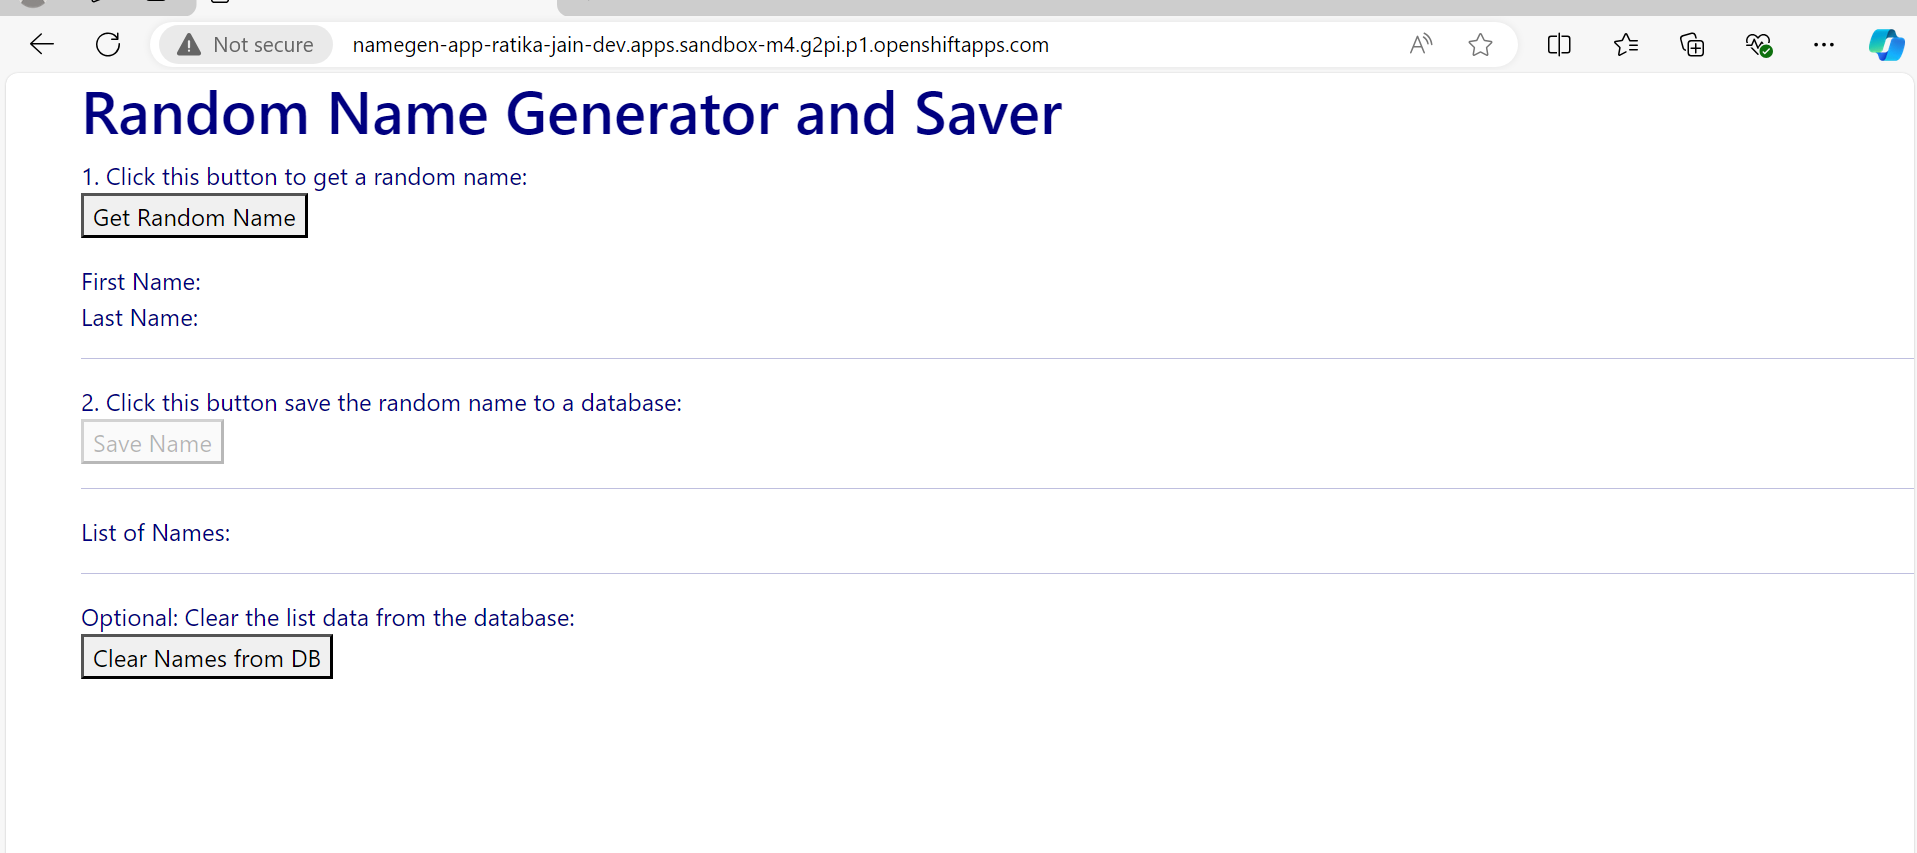 Not secure namegen-app-ratika-jain-dev.apps.sandbox-m4.g2pi.p1.openshiftapps.com A
Random Name Generator and Saver
1. Click this button to get a random name:
Get Random Name
First Name:
Last Name:
2. Click this button save the random name to a database:
Save Name
List of Names:
Optional: Clear the list data from the database:
Clear Names from DB